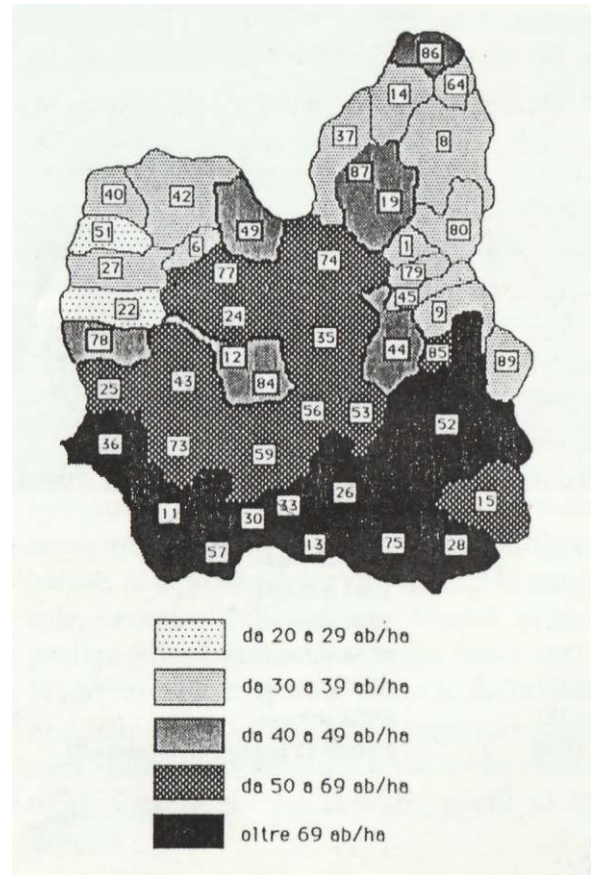 86
14 64
37 8
87
40 42 19
51 49 80
6 1
27 77 74 79
22 24 45 9
78 12 35 44 85
25 43 84 89
56 53 52
36 73 59
11 30 33 26 15
57 13 75 28
da 20 a 29 ab/ha
da 30 a 39 ab/ha
da 40 a 49 ab/ha
da 50 a 69 ab/ha
oltre 69 ab/ha